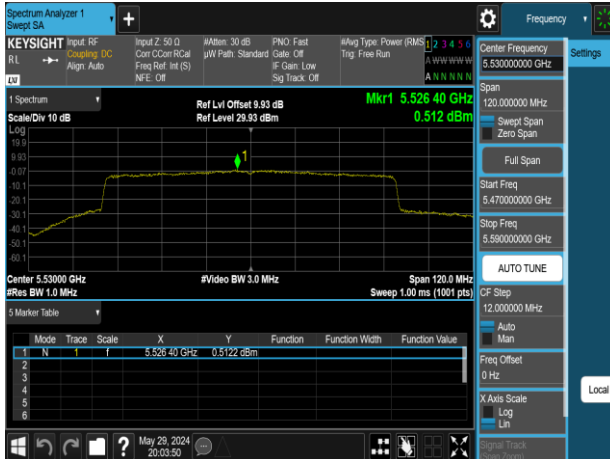 Spectrum Analyzer 1
Swept SA
+
Frequency
KEYSIGHT
RL
LXI
Input: RF
Coupling: DC
Align: Auto
Input Z: 50 Ω
Corr CCorr RCal
Freq Ref: Int (S)
NFE: Off
#Atten: 30 dB
µW Path: Standard
PNO: Fast
Gate: Off
IF Gain: Low
Sig Track: Off
#Avg Type: Power (RMS)
Trig: Free Run
1 2 3 4 5 6
A W W W W W
A N N N N N
1 Spectrum
Scale/Div 10 dB
Ref Lvl Offset 9.93 dB
Ref Level 29.93 dBm
Mkr1 5.526 40 GHz
0.512 dBm
Log
19.9
9.93
-0.07
-10.1
-20.1
-30.1
-40.1
-50.1
-60.1
1
Center 5.53000 GHz
#Res BW 1.0 MHz
#Video BW 3.0 MHz
Span 120.0 MHz
Sweep 1.00 ms (1001 pts)
5 Marker Table
Mode Trace Scale X Y Function Function Width Function Value
1 N 1 f 5.526 40 GHz 0.5122 dBm
2
3
4
5
6
May 29, 2024
20:03:50
?
Center Frequency
5.530000000 GHz
Span
120.000000 MHz
Swept Span
Zero Span
Full Span
Start Freq
5.470000000 GHz
Stop Freq
5.590000000 GHz
AUTO TUNE
CF Step
12.000000 MHz
Auto
Man
Freq Offset
0 Hz
X Axis Scale
Log
Lin
Signal Track
(Span Zoom)
Settings
Local